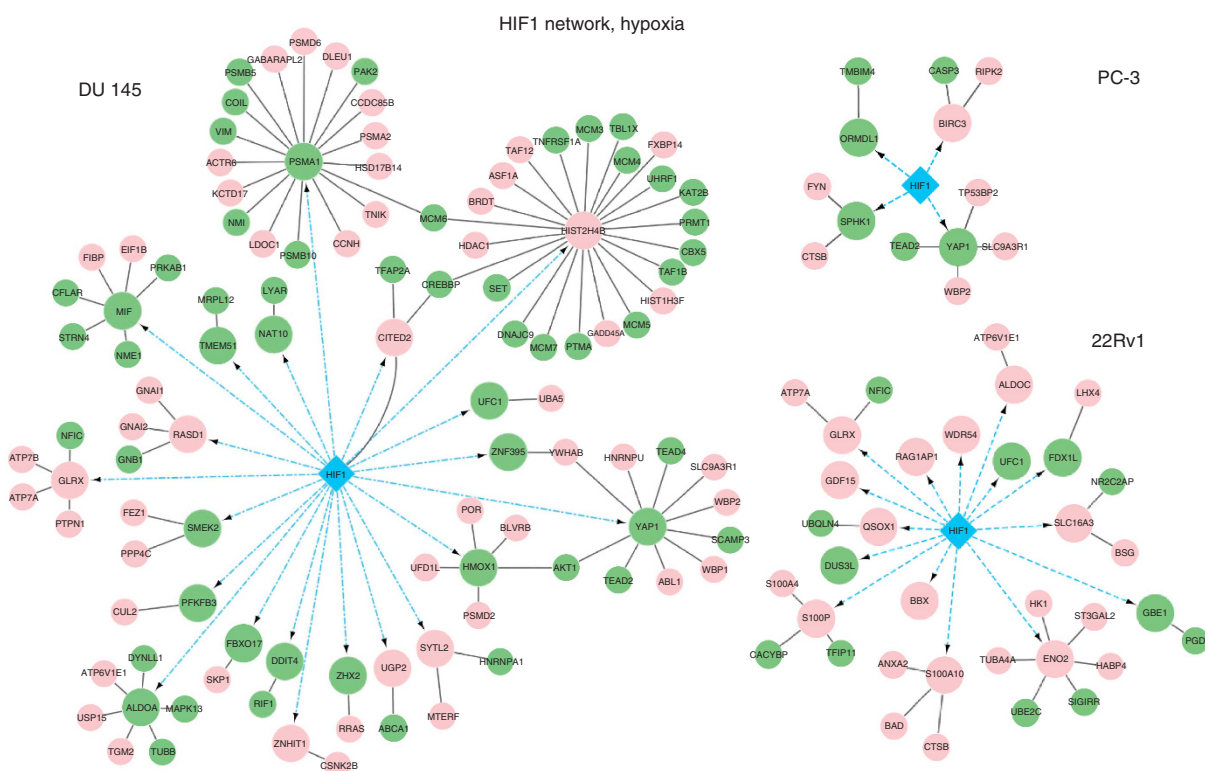 HIF1 network, hypoxia
DU 145
PSMD6
GABARAPL2
DLEU1
PSMB5
PAK2
COIL
CCDC85B
VIM
PSMA2
PSMA1
ACTR8
HSD17B14
KCTD17
TNIK
NMI
LDOC1
CCNH
PSMB10
MCM6
MCM3
TBL1X
TNFRSF1A
TAF12
FXBP14
MCM4
ASF1A
UHRF1
BRDT
KAT2B
PRMT1
HIST2H4B
HDAC1
CBX5
TAF1B
SET
HIST1H3F
MCM5
DNAJC9
MCM7
PTMA
GADD45A
TFAP2A
CREBBP
CITED2
EIF1B
FIBP
PRKAB1
CFLAR
MIF
STRN4
NME1
MRPL12
TMEM51
LYAR
NAT10
GNAI1
GNAI2
RASD1
GNB1
NFIC
ATP7B
GLRX
ATP7A
PTPN1
HIF1
UFC1
UBA5
ZNF395
YWHAB
HNRNPU
TEAD4
SLC9A3R1
WBP2
YAP1
SCAMP3
WBP1
ABL1
TEAD2
AKT1
POR
BLVRB
UFD1L
HMOX1
PSMD2
FEZ1
SMEK2
PPP4C
PFKFB3
CUL2
FBXO17
SKP1
DDIT4
RIF1
ZHX2
RRAS
UGP2
ABCA1
SYTL2
HNRNPA1
MTERF
ZNHIT1
CSNK2B
DYNLL1
ATP6V1E1
ALDOA
MAPK13
USP15
TGM2
TUBB
PC-3
TMBIM4
CASP3
RIPK2
BIRC3
ORMDL1
HIF1
FYN
TP53BP2
SPHK1
TEAD2
YAP1
SLC9A3R1
CTSB
WBP2
22Rv1
ATP6V1E1
ALDOC
ATP7A
NFIC
LHX4
GLRX
WDR54
RAG1AP1
UFC1
FDX1L
GDF15
NR2C2AP
UBQLN4
QSOX1
HIF1
SLC16A3
BSG
DUS3L
S100A4
BBX
HK1
ST3GAL2
GBE1
S100P
PGD
CACYBP
TFIP11
ANXA2
S100A10
TUBA4A
ENO2
HABP4
BAD
UBE2C
SIGIRR
CTSB